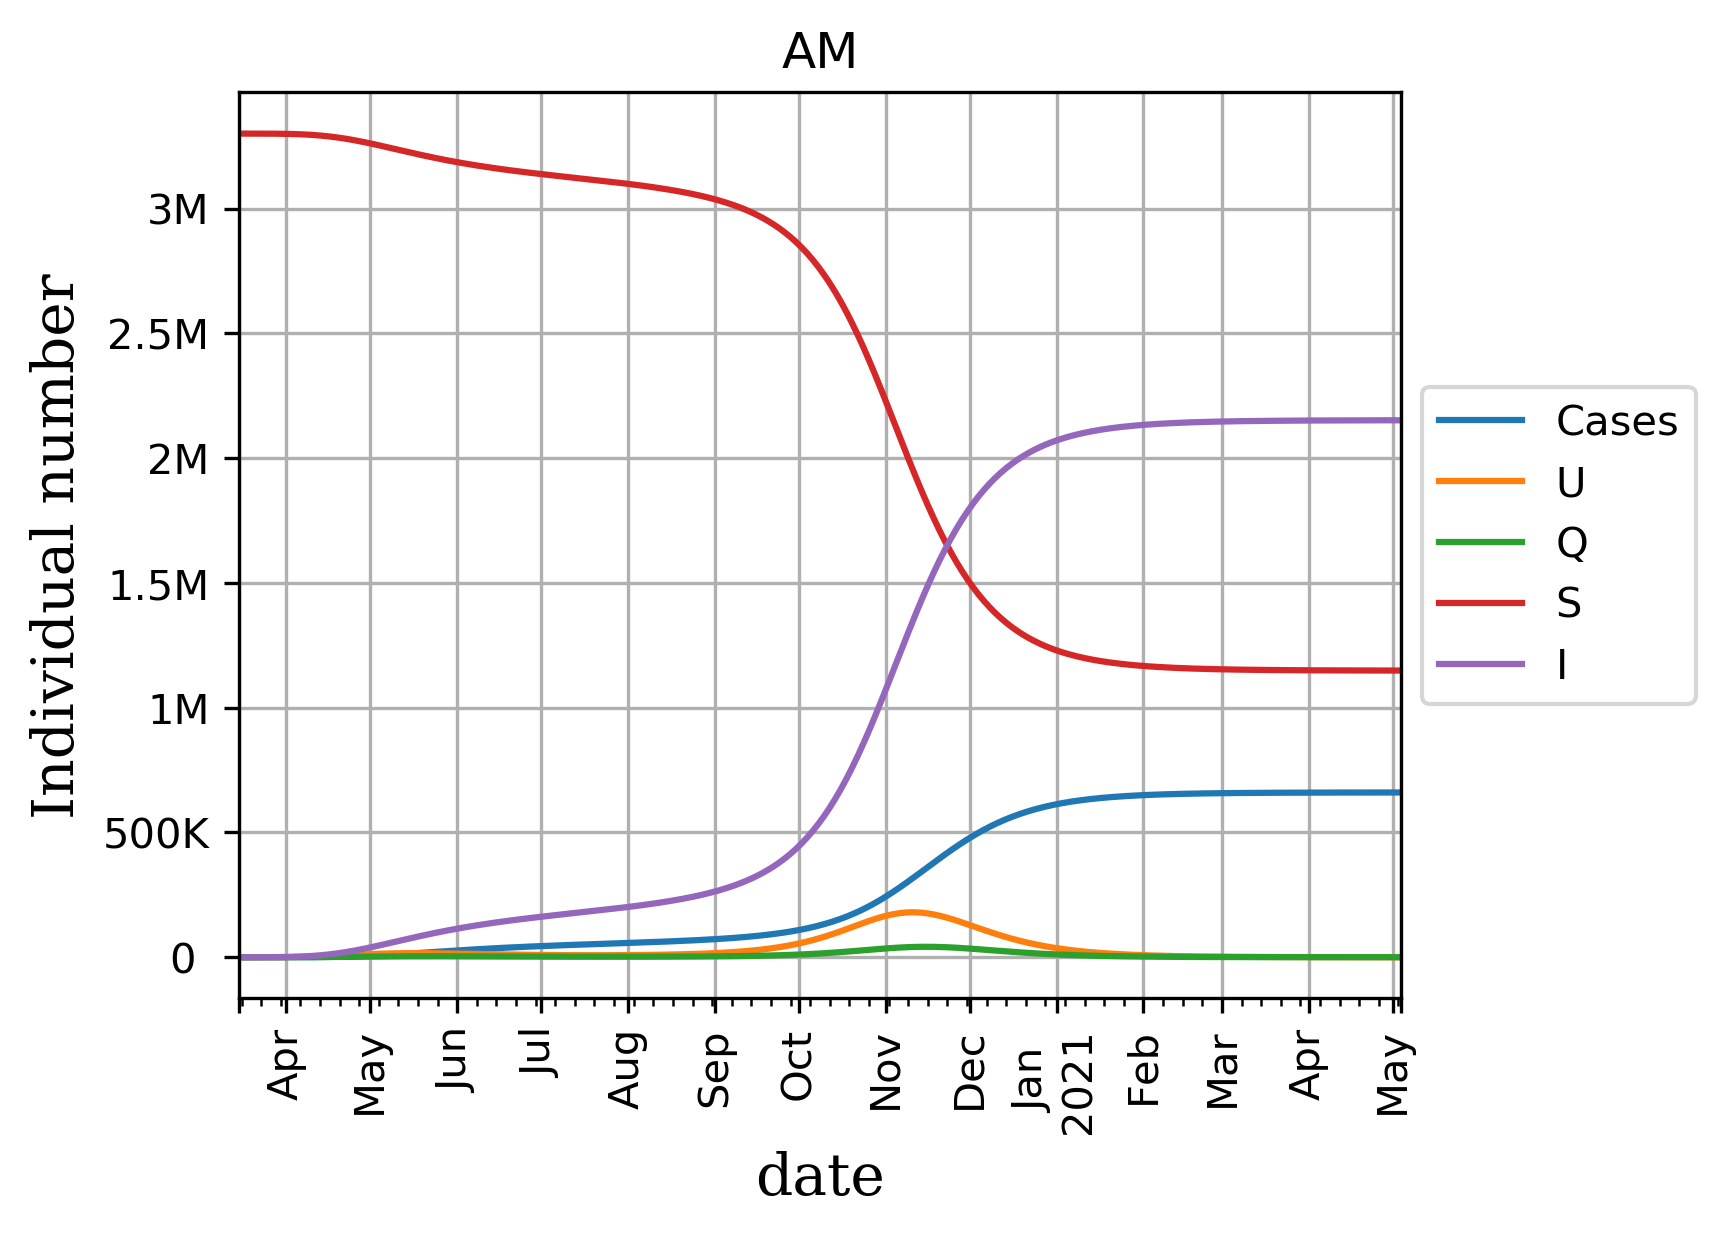 AM
Individual number
3M
2.5M
2M
1.5M
1M
500K
0
Apr
May
Jun
Jul
Aug
Sep
Oct
Nov
Dec
Jan
2021
Feb
Mar
Apr
May
date
Cases
U
Q
S
I